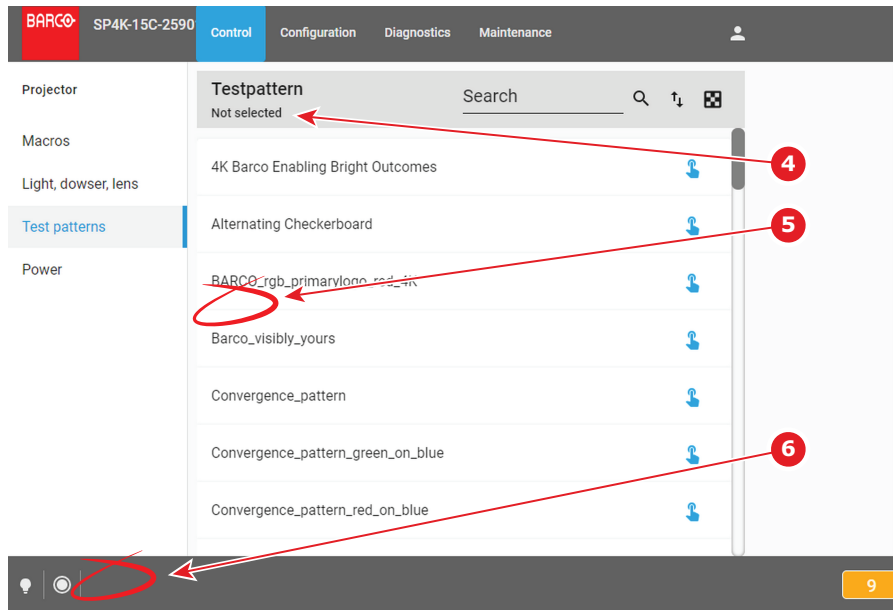 BARCO
SP4K-15C-2590
Control
Configuration
Diagnostics
Maintenance
Projector
Macros
Light, dowser, lens
Test patterns
Power
Testpattern
Not selected
Search
4K Barco Enabling Bright Outcomes
Alternating Checkerboard
BARCO_rgb_primarylogo_red_4K
Barco_visibly_yours
Convergence_pattern
Convergence_pattern_green_on_blue
Convergence_pattern_red_on_blue
4
5
6
9